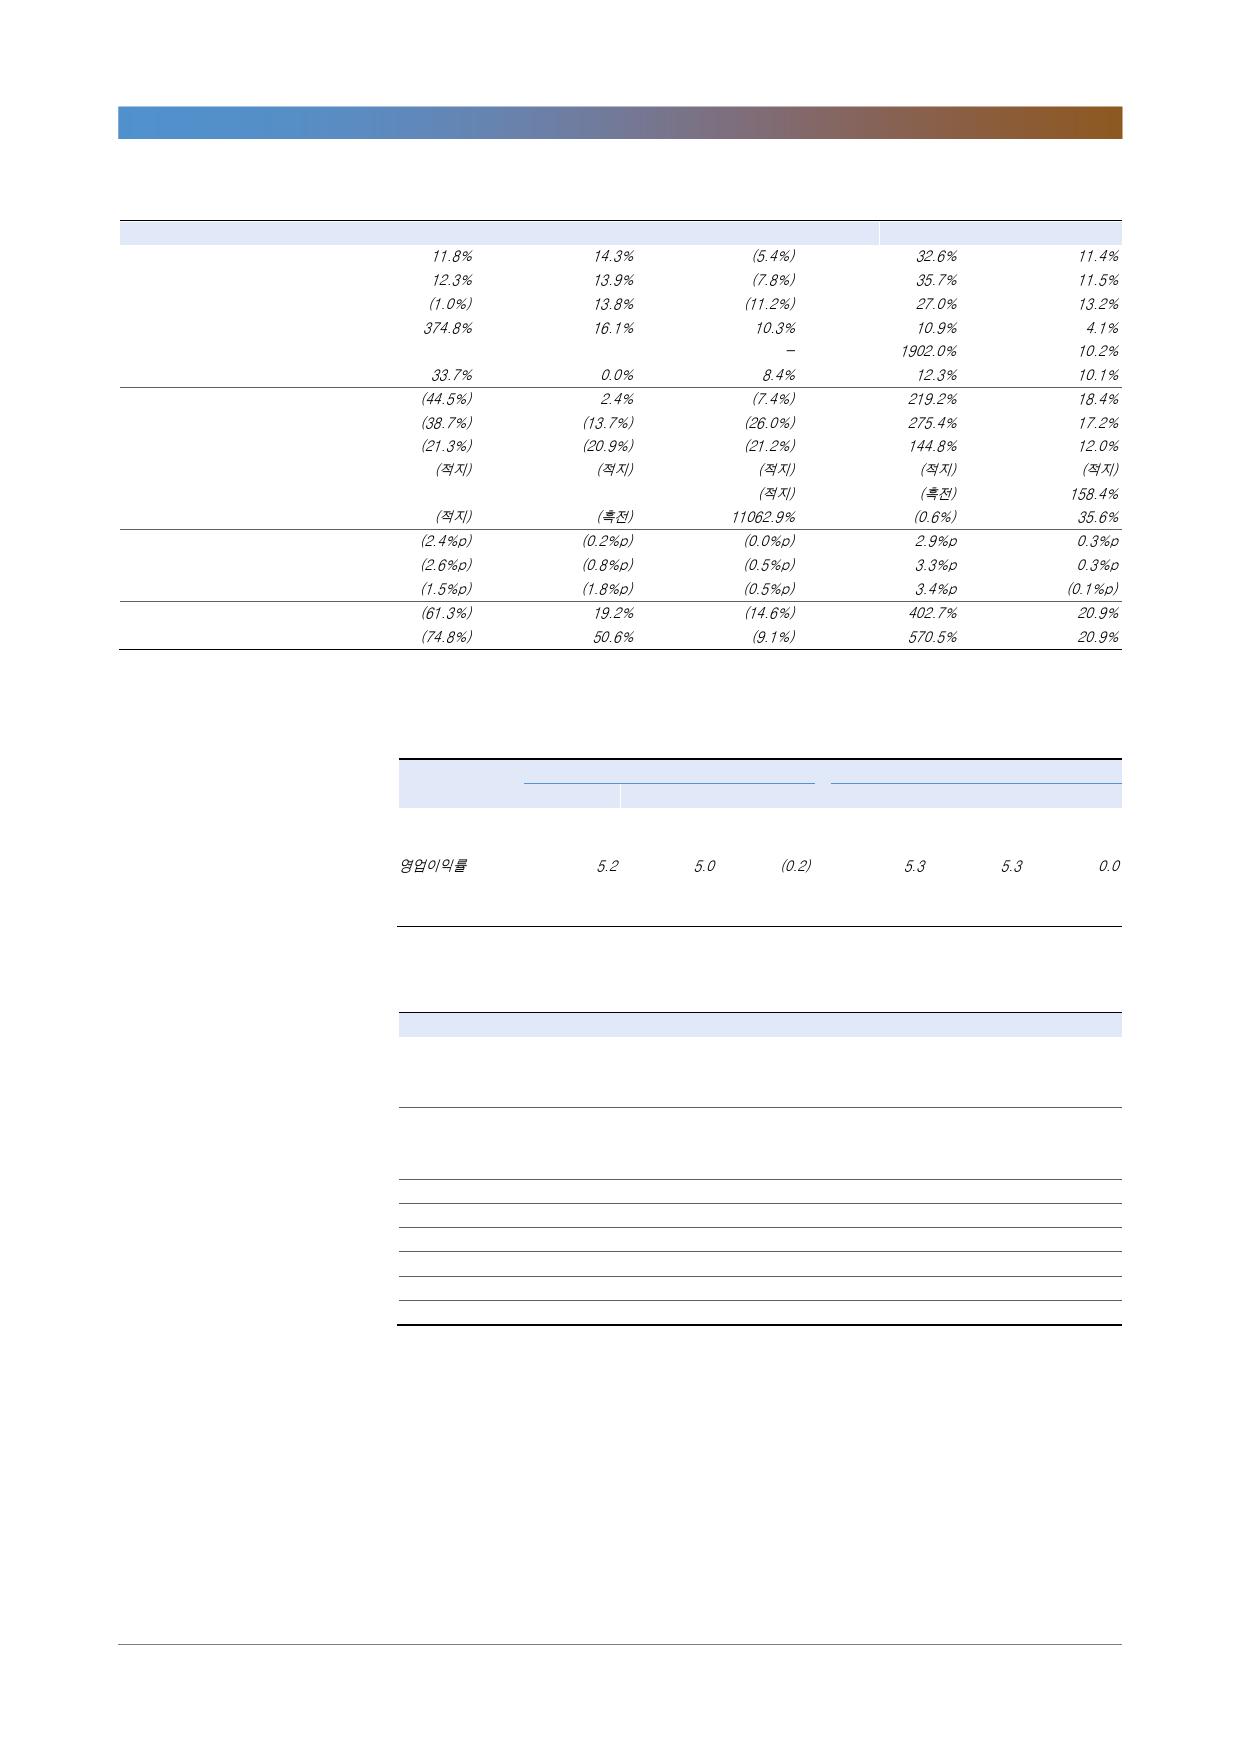 11.8% 14.3% (5.4%) 32.6% 11.4%
12.3% 13.9% (7.8%) 35.7% 11.5%
(1.0%) 13.8% (11.2%) 27.0% 13.2%
374.8% 16.1% 10.3% 10.9% 4.1%
– 1902.0% 10.2%
33.7% 0.0% 8.4% 12.3% 10.1%
(44.5%) 2.4% (7.4%) 219.2% 18.4%
(38.7%) (13.7%) (26.0%) 275.4% 17.2%
(21.3%) (20.9%) (21.2%) 144.8% 12.0%
(적지) (적지) (적지) (적지) (적지)
(적지) (흑전) 158.4%
(적지) (흑전) 11062.9% (0.6%) 35.6%
(2.4%p) (0.2%p) (0.0%p) 2.9%p 0.3%p
(2.6%p) (0.8%p) (0.5%p) 3.3%p 0.3%p
(1.5%p) (1.8%p) (0.5%p) 3.4%p (0.1%p)
(61.3%) 19.2% (14.6%) 402.7% 20.9%
(74.8%) 50.6% (9.1%) 570.5% 20.9%
영업이익률 5.2 5.0 (0.2) 5.3 5.3 0.0